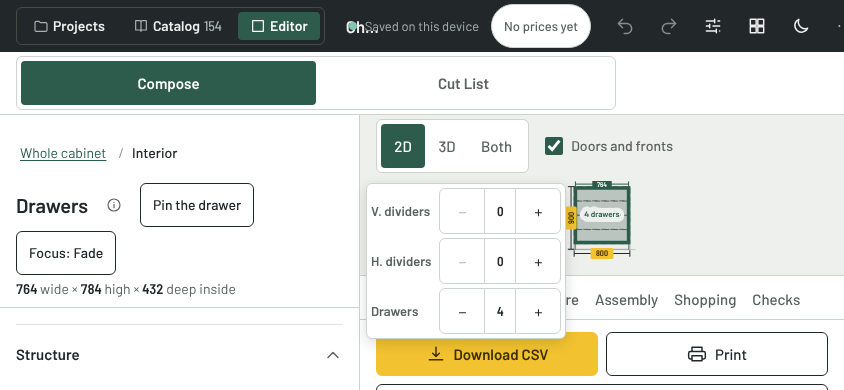 Projects
Catalog 154
Editor
Saved on this device
No prices yet
Compose
Cut List
Whole cabinet / Interior
2D
3D
Both
Doors and fronts
Drawers
Pin the drawer
Focus: Fade
764 wide × 784 high × 432 deep inside
Structure
V. dividers
− 0 +
H. dividers
− 0 +
Drawers
− 4 +
764
900
4 drawers
800
Assembly
Shopping
Checks
Download CSV
Print